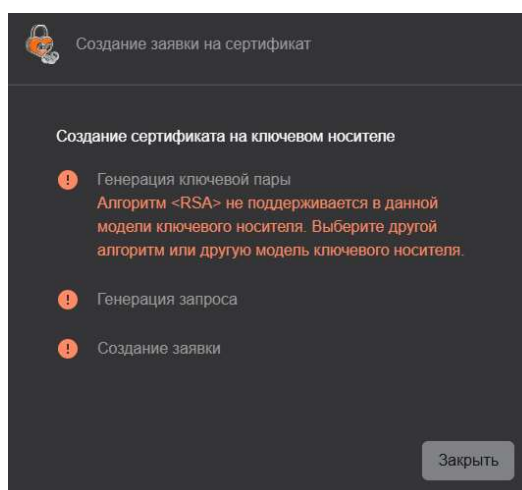 Создание заявки на сертификат
Создание сертификата на ключевом носителе
Генерация ключевой пары
Алгоритм <RSA> не поддерживается в данной
модели ключевого носителя. Выберите другой
алгоритм или другую модель ключевого носителя.
Генерация запроса
Создание заявки
Закрыть